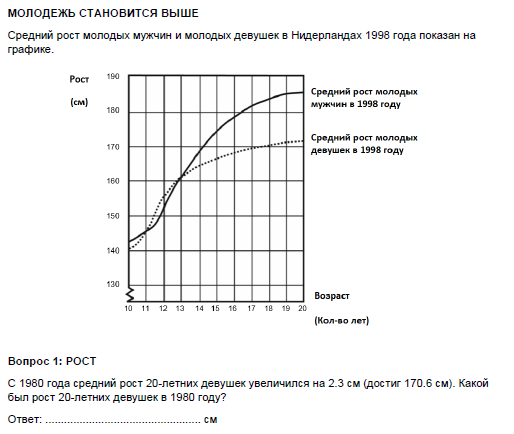 МОЛОДЕЖЬ СТАНОВИТСЯ ВЫШЕ
Средний рост молодых мужчин и молодых девушек в Нидерландах 1998 года показан на
графике.
Рост
(см)
190
180
170
160
150
140
130
Средний рост молодых
мужчин в 1998 году
Средний рост молодых
девушек в 1998 году
Возраст
(Кол-во лет)
10 11 12 13 14 15 16 17 18 19 20
Вопрос 1: РОСТ
С 1980 года средний рост 20-летних девушек увеличился на 2.3 см (достиг 170.6 см). Какой
был рост 20-летних девушек в 1980 году?
Ответ: .................................................. см